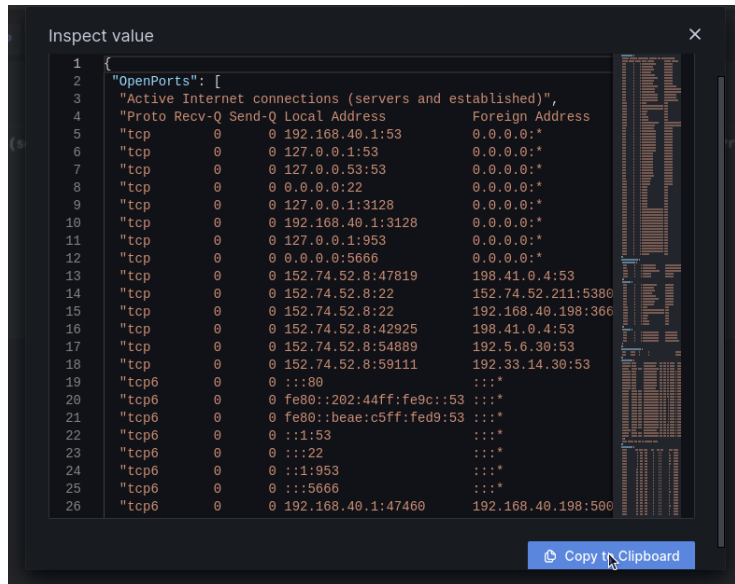 Inspect value
1 {
2 "OpenPorts": [
3 "Active Internet connections (servers and established)",
4 "Proto Recv-Q Send-Q Local Address Foreign Address
5 "tcp 0 0 192.168.40.1:53 0.0.0.0:*
6 "tcp 0 0 127.0.0.1:53 0.0.0.0:*
7 "tcp 0 0 127.0.0.53:53 0.0.0.0:*
8 "tcp 0 0 0.0.0.0:22 0.0.0.0:*
9 "tcp 0 0 127.0.0.1:3128 0.0.0.0:*
10 "tcp 0 0 192.168.40.1:3128 0.0.0.0:*
11 "tcp 0 0 127.0.0.1:953 0.0.0.0:*
12 "tcp 0 0 0.0.0.0:5666 0.0.0.0:*
13 "tcp 0 0 152.74.52.8:47819 198.41.0.4:53
14 "tcp 0 0 152.74.52.8:22 152.74.52.211:5380
15 "tcp 0 0 152.74.52.8:22 192.168.40.198:366
16 "tcp 0 0 152.74.52.8:42925 198.41.0.4:53
17 "tcp 0 0 152.74.52.8:54889 192.5.6.30:53
18 "tcp 0 0 152.74.52.8:59111 192.33.14.30:53
19 "tcp6 0 0 :::80 :::*
20 "tcp6 0 0 fe80::202:44ff:fe9c::53 :::*
21 "tcp6 0 0 fe80::beae:c5ff:fed9:53 :::*
22 "tcp6 0 0 ::1:53 :::*
23 "tcp6 0 0 :::22 :::*
24 "tcp6 0 0 ::1:953 :::*
25 "tcp6 0 0 :::5666 :::*
26 "tcp6 0 0 192.168.40.1:47460 192.168.40.198:500
Copy to Clipboard